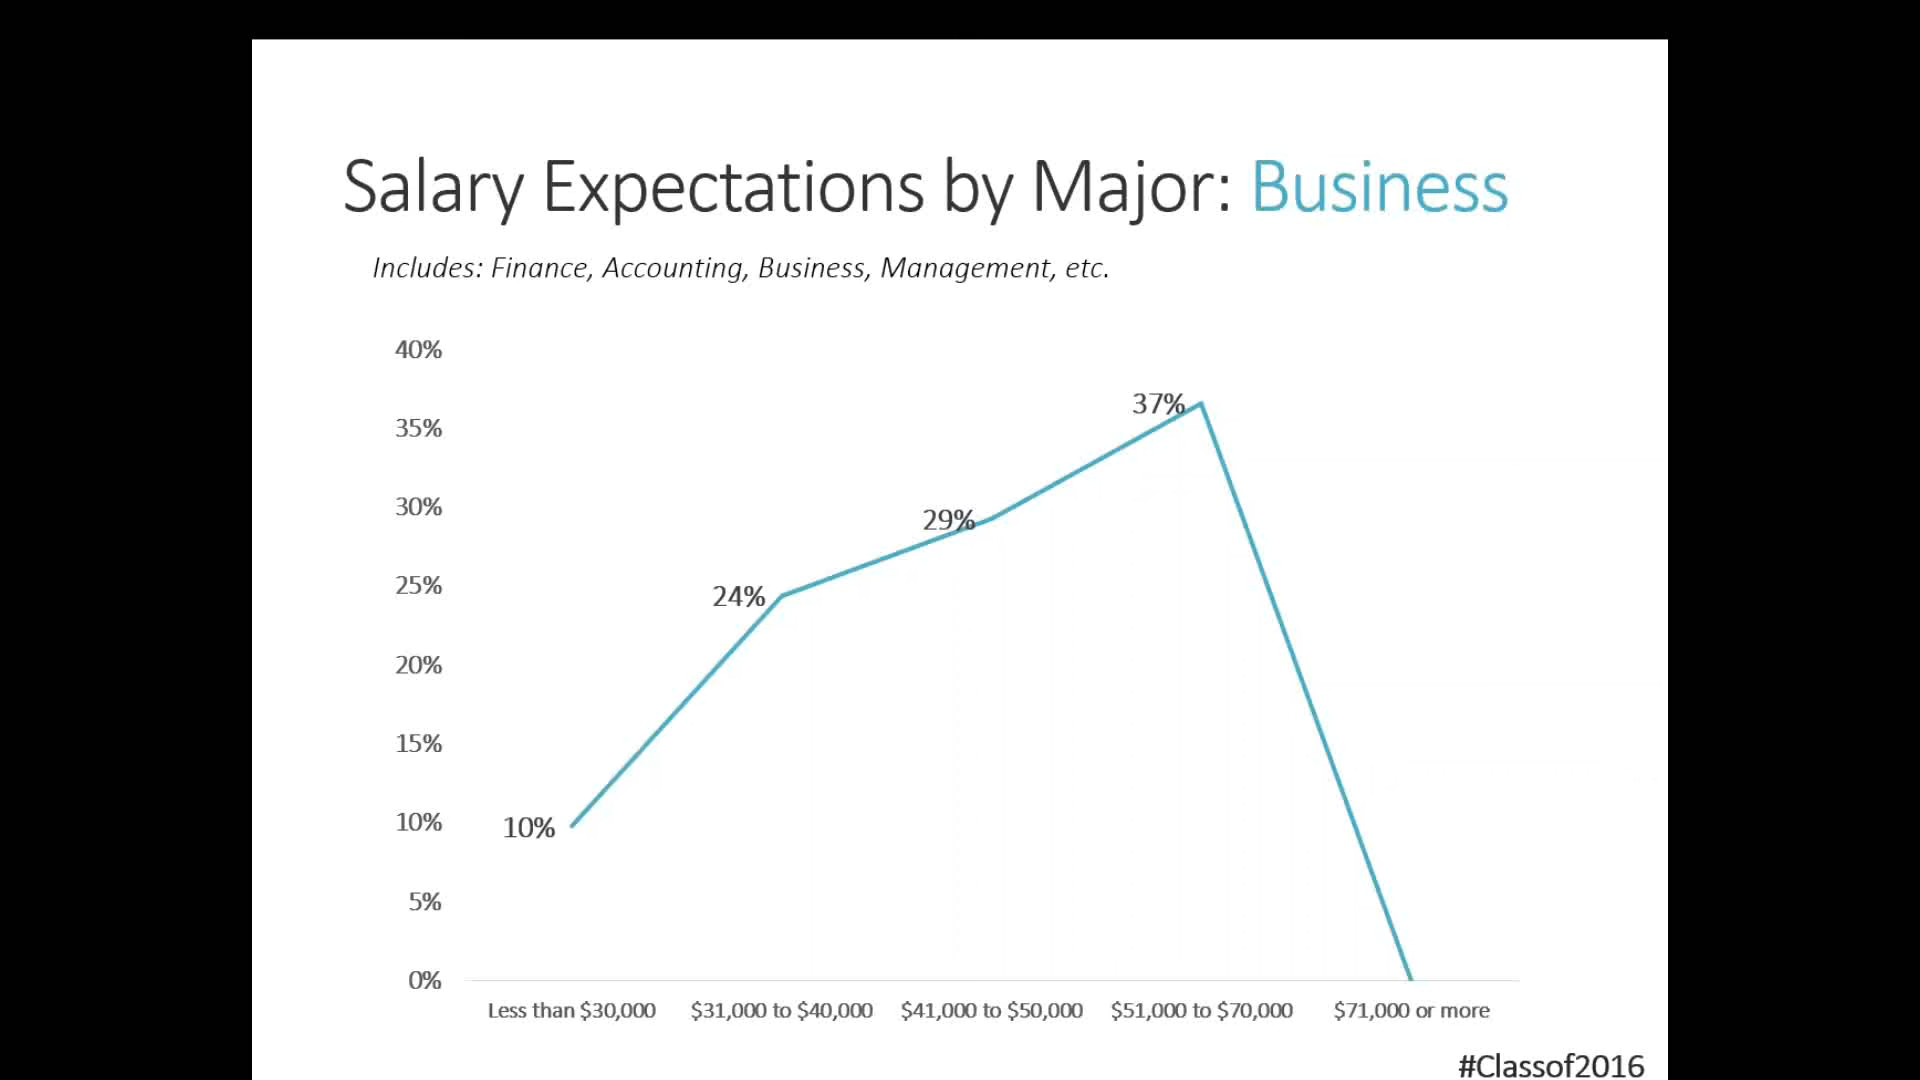 Salary Expectations by Major: Business
Includes: Finance, Accounting, Business, Management, etc.
40%
35%
30%
25%
20%
15%
10%
5%
0%
10%
24%
29%
37%
Less than $30,000
$31,000 to $40,000
$41,000 to $50,000
$51,000 to $70,000
$71,000 or more
#Classof2016